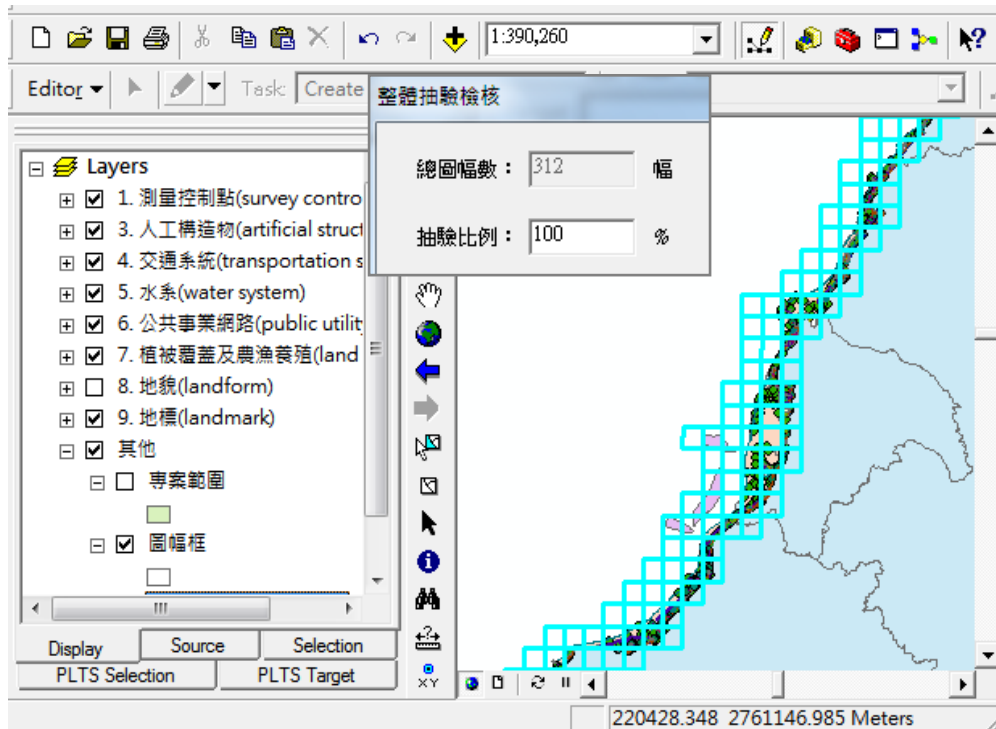 1:390,260
Editor
Task:
Create
整體抽驗檢核
總圖幅數： 312 幅
抽驗比例： 100 %
Layers
1. 測量控制點(survey contro
3. 人工構造物(artificial struct
4. 交通系統(transportation s
5. 水系(water system)
6. 公共事業網路(public utilit
7. 植被覆蓋及農漁養殖(land
8. 地貌(landform)
9. 地標(landmark)
其他
專案範圍
圖幅框
Display Source Selection
PLTS Selection PLTS Target
XY
220428.348 2761146.985 Meters